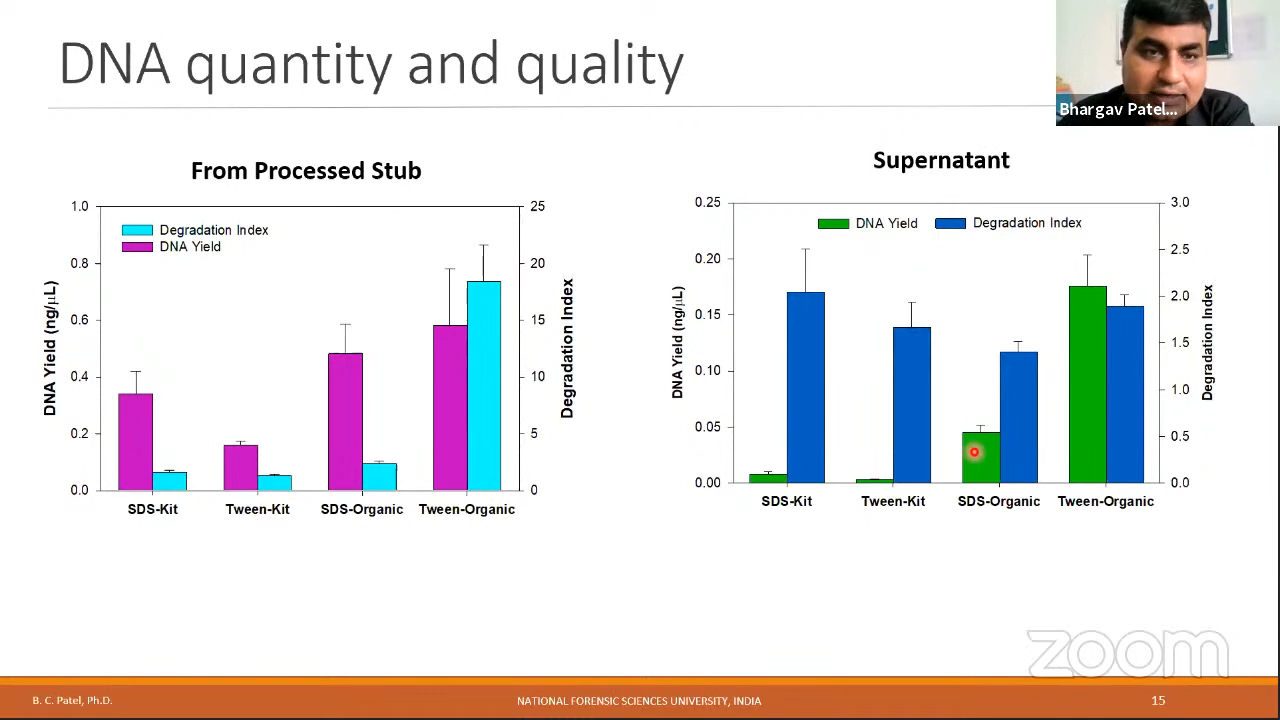 DNA quantity and quality
Bhargav Patel...
From Processed Stub
Supernatant
1.0
0.8
0.6
0.4
0.2
0.0
DNA Yield (ng/µL)
Degradation Index
DNA Yield
25
20
15
10
5
0
Degradation Index
SDS-Kit
Tween-Kit
SDS-Organic
Tween-Organic
0.25
0.20
0.15
0.10
0.05
0.00
DNA Yield (ng/µL)
DNA Yield
Degradation Index
3.0
2.5
2.0
1.5
1.0
0.5
0.0
Degradation Index
SDS-Kit
Tween-Kit
SDS-Organic
Tween-Organic
zoom
B. C. Patel, Ph.D.
NATIONAL FORENSIC SCIENCES UNIVERSITY, INDIA
15